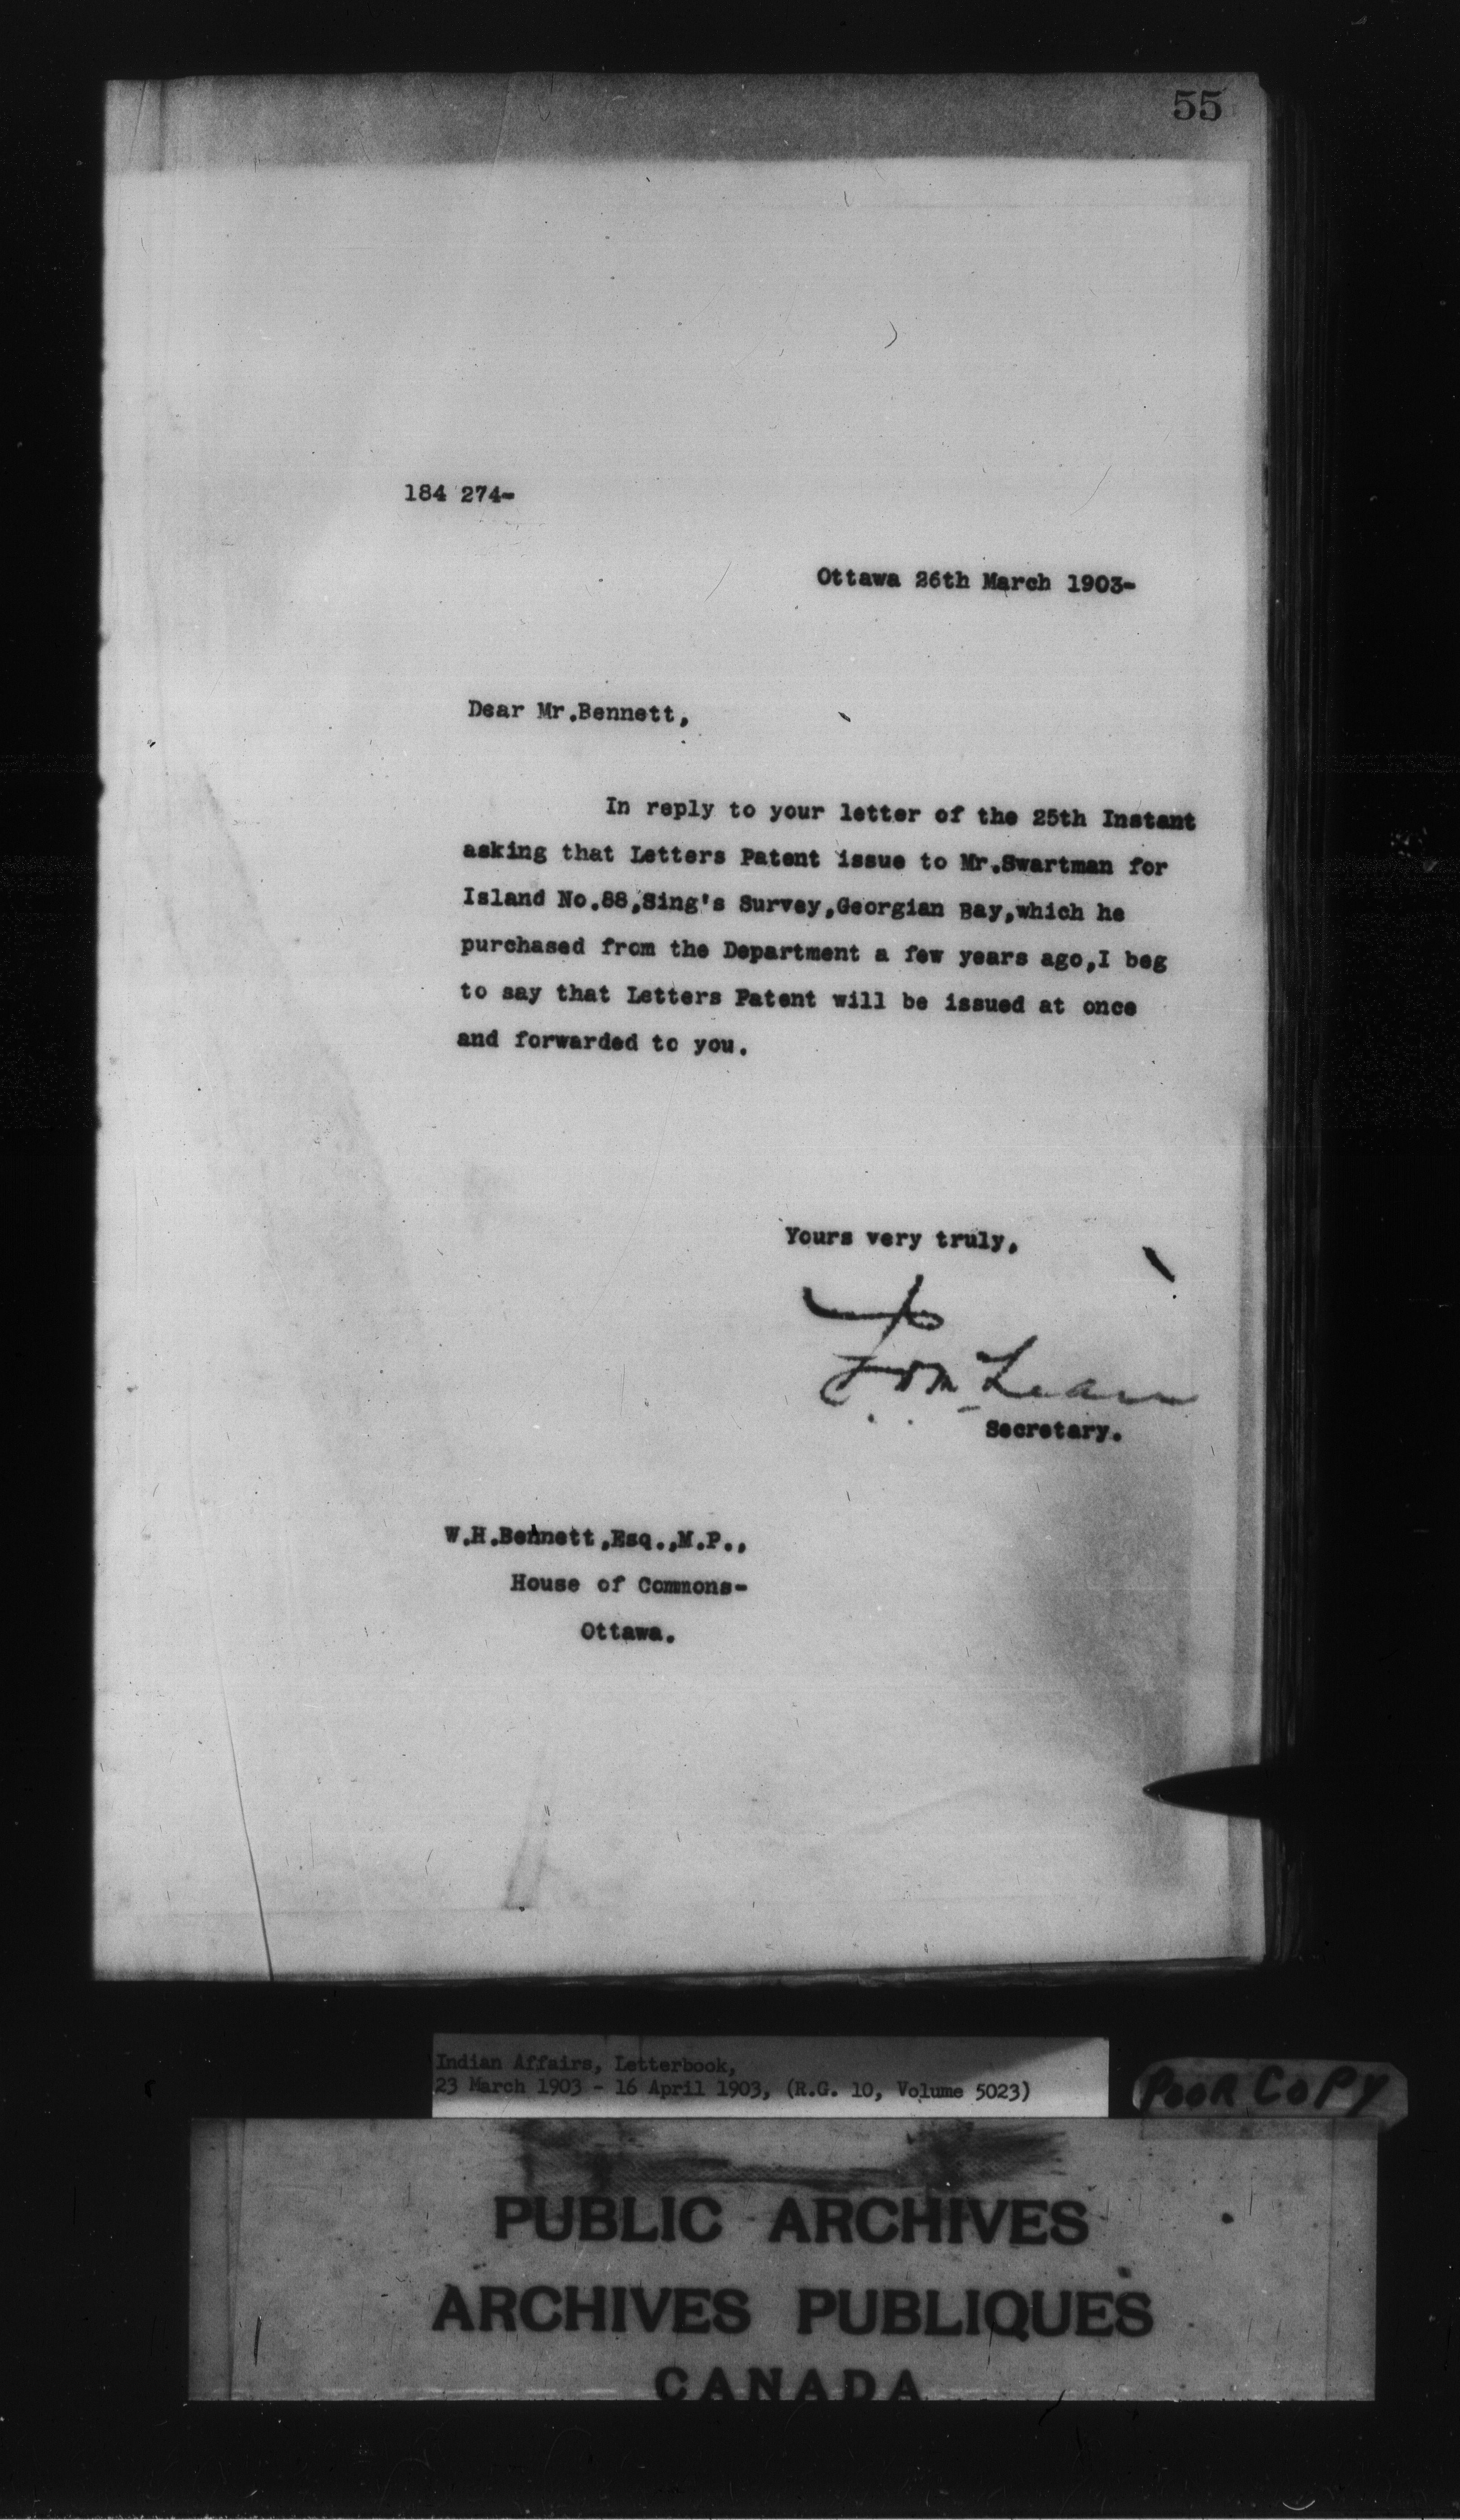 55
184 274-
Ottawa 26th March 1903-
Dear Mr.Bennett,
In reply to your letter of the 25th Instant
asking that Letters Patent issue to Mr.Swartman for
Island No.88,Sing's Survey,Georgian Bay,which he
purchased from the Department a few years ago,I beg
to say that Letters Patent will be issued at once
and forwarded to you.
Yours very truly,
Secretary.
W.H.Bennett,Esq.,M.P.,
House of Commons-
Ottawa.
Indian Affairs, Letterbook,
23 March 1903 - 16 April 1903, (R.G. 10, Volume 5023)
POOR COPY
PUBLIC ARCHIVES
ARCHIVES PUBLIQUES
CANADA